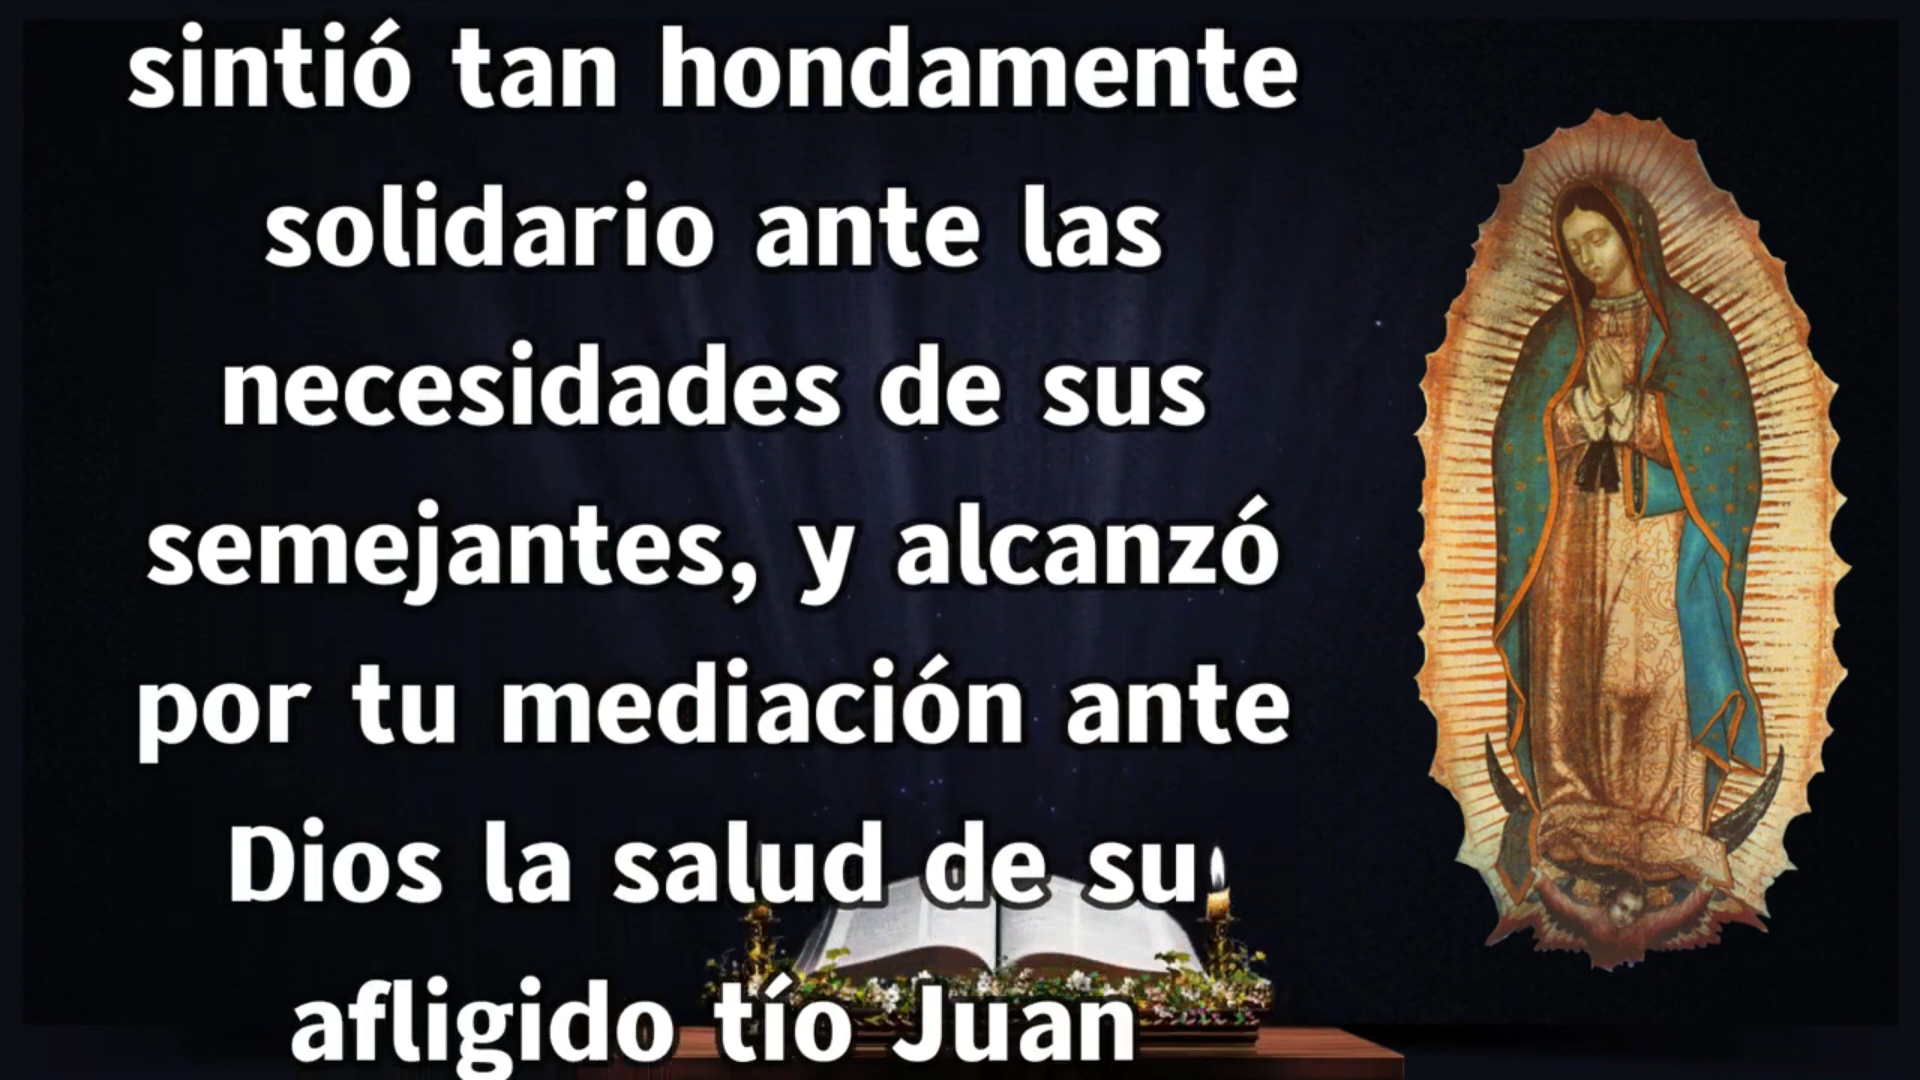 sintió tan hondamente
solidario ante las
necesidades de sus
semejantes, y alcanzó
por tu mediación ante
Dios la salud de su
afligido tío Juan